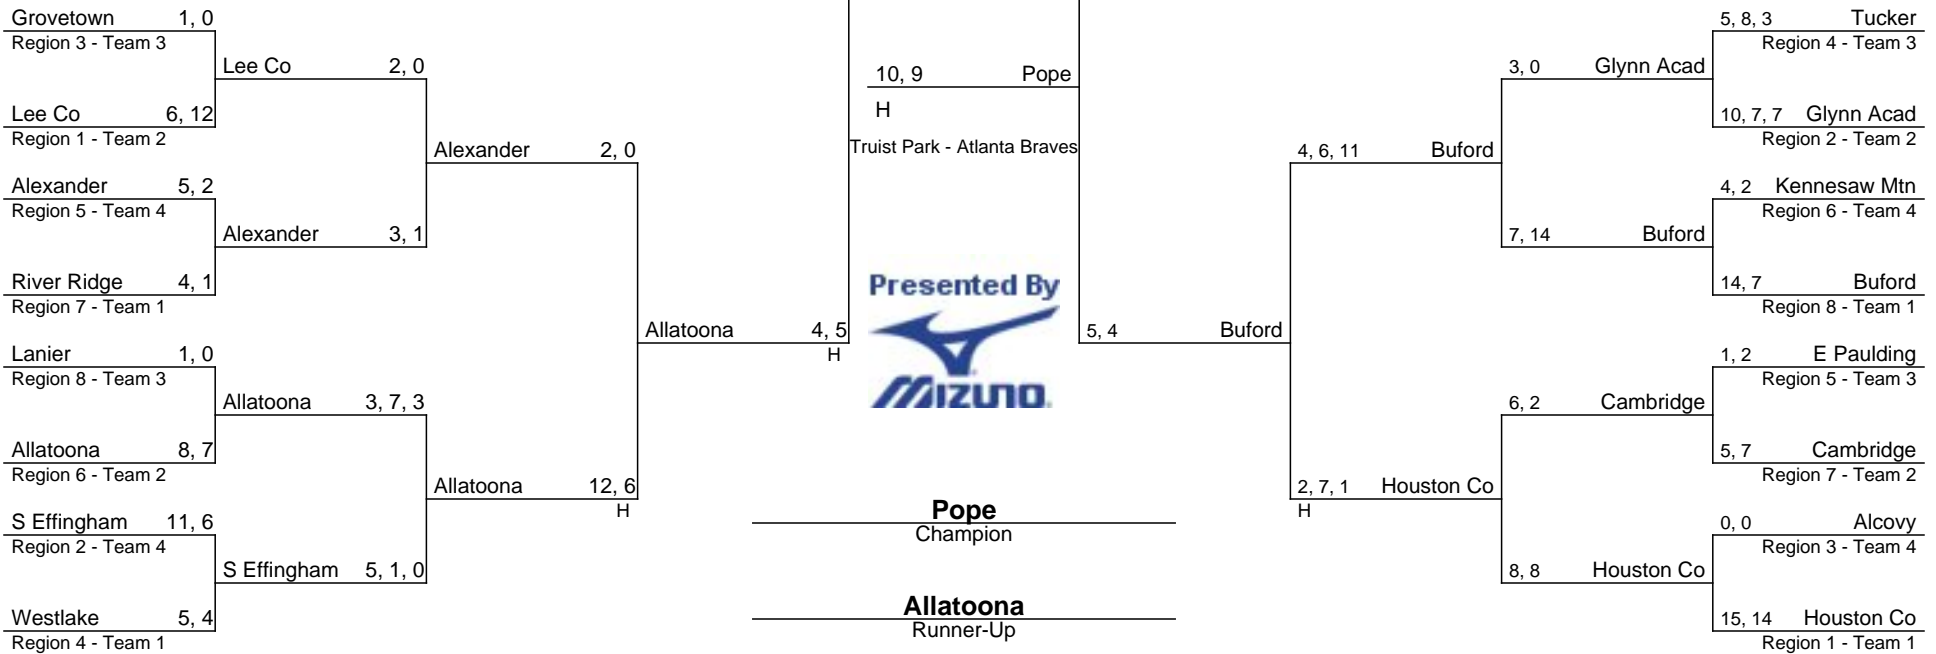 Grovetown 1, 0
Region 3 - Team 3
Lee Co 2, 0
Lee Co 6, 12
Region 1 - Team 2
Alexander 2, 0
Alexander 5, 2
Region 5 - Team 4
Alexander 3, 1
River Ridge 4, 1
Region 7 - Team 1
Allatoona 4, 5
H
Lanier 1, 0
Region 8 - Team 3
Allatoona 3, 7, 3
Allatoona 8, 7
Region 6 - Team 2
Allatoona 12, 6
H
S Effingham 11, 6
Region 2 - Team 4
S Effingham 5, 1, 0
Westlake 5, 4
Region 4 - Team 1
10, 9 Pope
H
Truist Park - Atlanta Braves
Presented By
MIZUNO
Pope
Champion
Allatoona
Runner-Up
5, 4 Buford
4, 6, 11 Buford
2, 7, 1 Houston Co
H
3, 0 Glynn Acad
7, 14 Buford
6, 2 Cambridge
8, 8 Houston Co
5, 8, 3 Tucker
Region 4 - Team 3
10, 7, 7 Glynn Acad
Region 2 - Team 2
4, 2 Kennesaw Mtn
Region 6 - Team 4
14, 7 Buford
Region 8 - Team 1
1, 2 E Paulding
Region 5 - Team 3
5, 7 Cambridge
Region 7 - Team 2
0, 0 Alcovy
Region 3 - Team 4
15, 14 Houston Co
Region 1 - Team 1